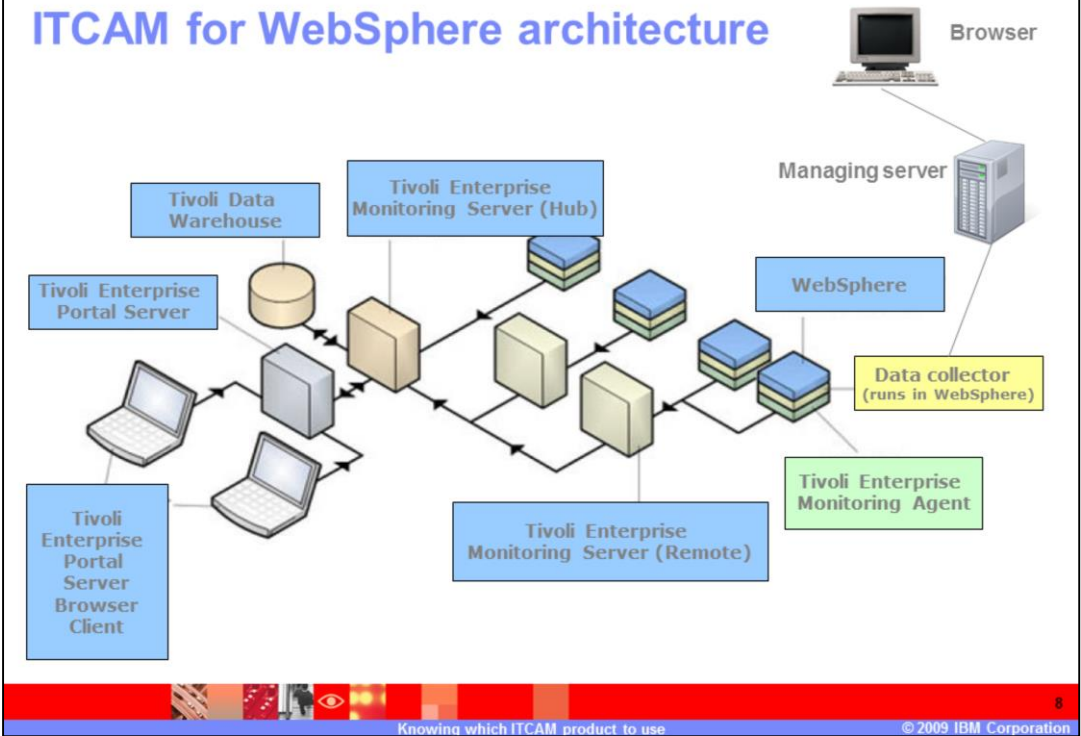 ITCAM for WebSphere architecture
Browser
Managing server
Tivoli Data
Warehouse
Tivoli Enterprise
Monitoring Server (Hub)
Tivoli Enterprise
Portal Server
WebSphere
Data collector
(runs in WebSphere)
Tivoli Enterprise
Monitoring Agent
Tivoli Enterprise
Monitoring Server (Remote)
Tivoli
Enterprise
Portal
Server
Browser
Client
8
Knowing which ITCAM product to use
© 2009 IBM Corporation